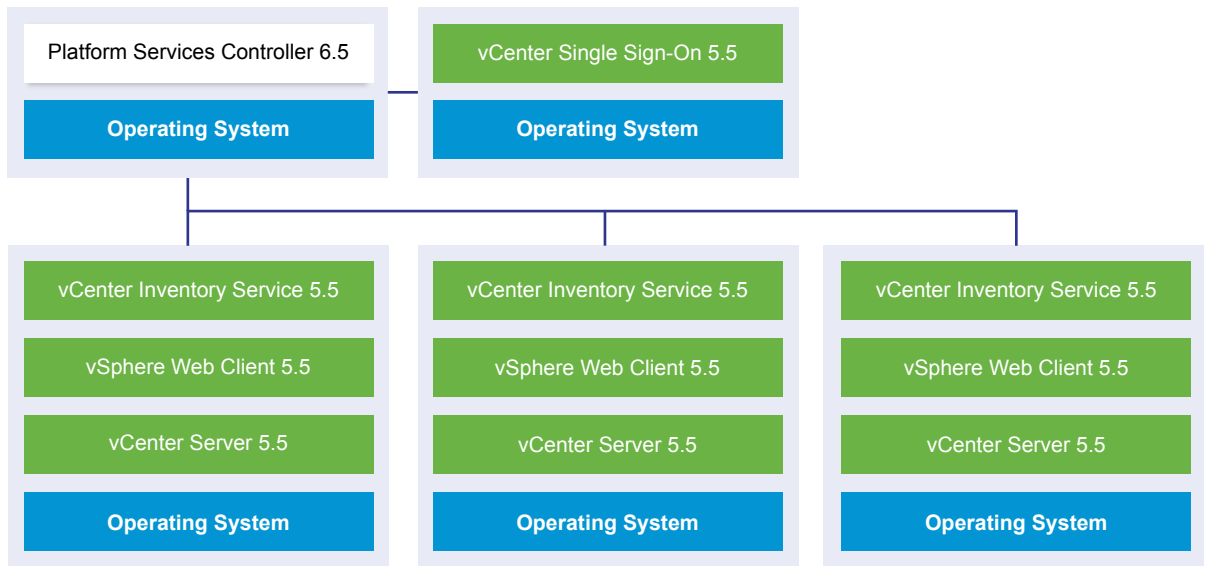 Platform Services Controller 6.5
Operating System
vCenter Single Sign-On 5.5
Operating System
vCenter Inventory Service 5.5
vSphere Web Client 5.5
vCenter Server 5.5
Operating System
vCenter Inventory Service 5.5
vSphere Web Client 5.5
vCenter Server 5.5
Operating System
vCenter Inventory Service 5.5
vSphere Web Client 5.5
vCenter Server 5.5
Operating System